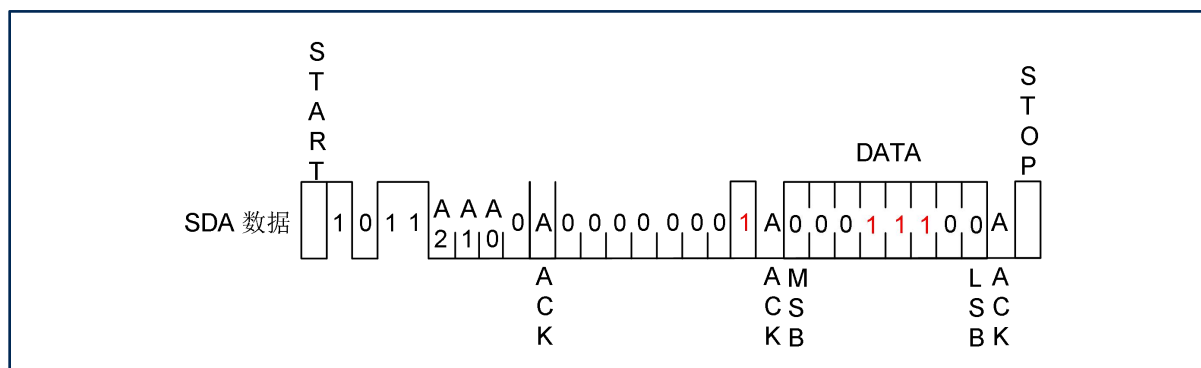 START
STOP
DATA
SDA 数据
1 0 1 1 A2 A1 A0 0 A 0 0 0 0 0 0 0 1 A 0 0 0 1 1 1 0 0 A
ACK
ACK
MSB
LSB
ACK